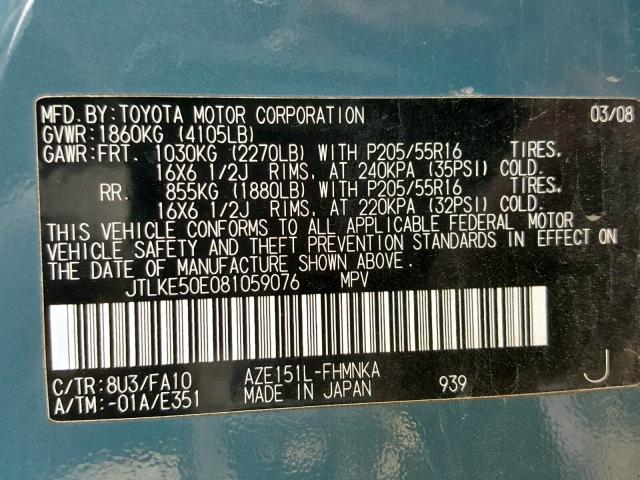 MFD.BY:TOYOTA MOTOR CORPORATION 03/08
GVWR:1860KG (4105LB)
GAWR:FRT. 1030KG (2270LB) WITH P205/55R16 TIRES,
16X6 1/2J RIMS, AT 240KPA (35PSI) COLD.
RR. 855KG (1880LB) WITH P205/55R16 TIRES,
16X6 1/2J RIMS, AT 220KPA (32PSI) COLD.
THIS VEHICLE CONFORMS TO ALL APPLICABLE FEDERAL MOTOR
VEHICLE SAFETY AND THEFT PREVENTION STANDARDS IN EFFECT ON
THE DATE OF MANUFACTURE SHOWN ABOVE.
JTLKE50E081059076 MPV
C/TR:8U3/FA10 AZE151L-FHMNKA J
A/TM:-01A/E351 MADE IN JAPAN 939